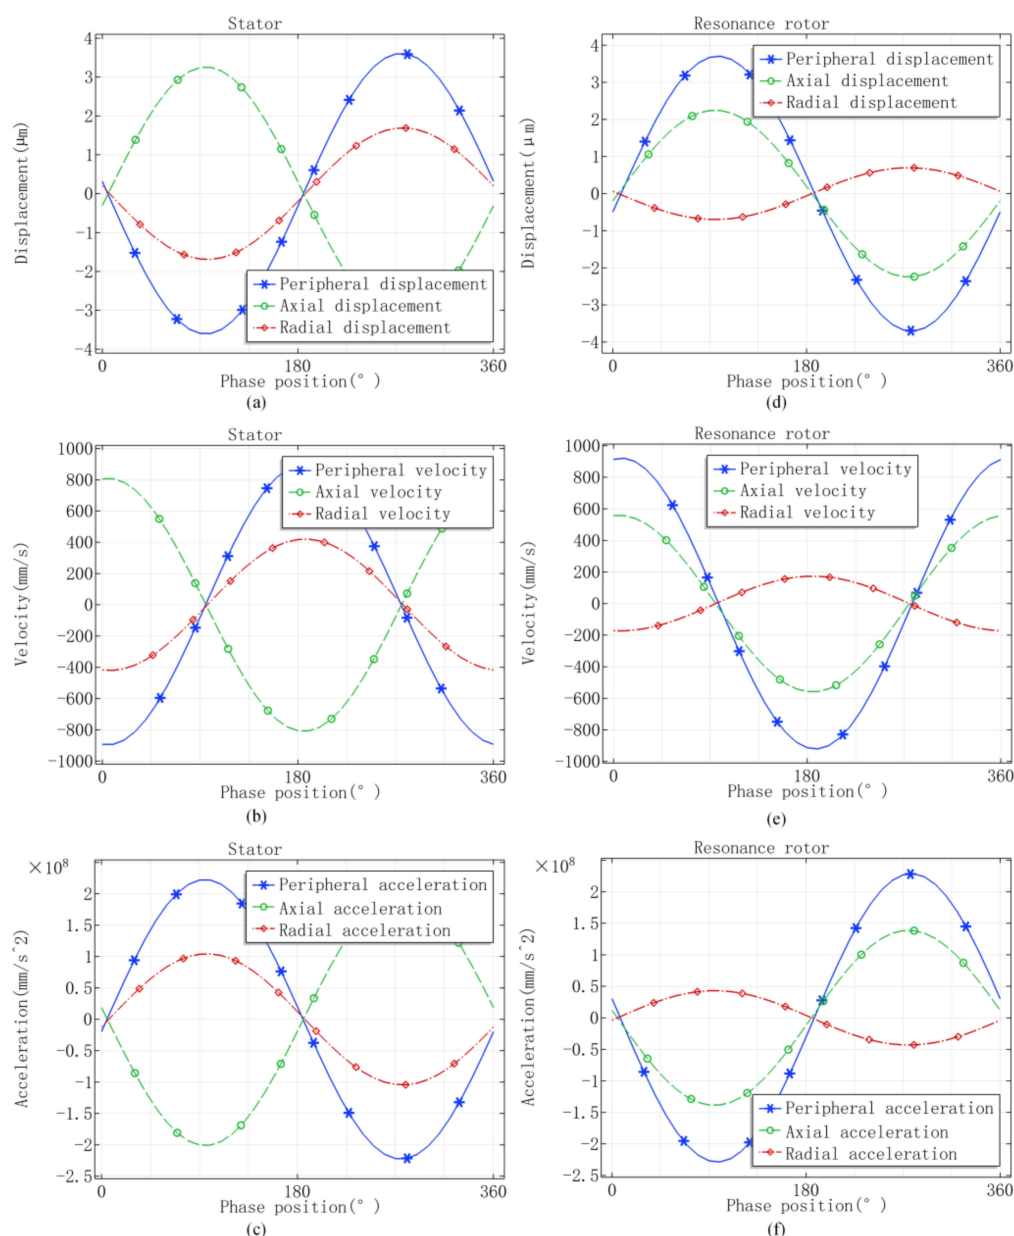 Stator
Displacement(μm)
4
3
2
1
0
-1
-2
-3
-4
Peripheral displacement
Axial displacement
Radial displacement
0
180
360
Phase position(°)
(a)
Resonance rotor
Displacement(μm)
4
3
2
1
0
-1
-2
-3
-4
Peripheral displacement
Axial displacement
Radial displacement
0
180
360
Phase position(°)
(d)
Stator
Velocity(mm/s)
1000
800
600
400
200
0
-200
-400
-600
-800
-1000
Peripheral velocity
Axial velocity
Radial velocity
0
180
360
Phase position(°)
(b)
Resonance rotor
Velocity(mm/s)
1000
800
600
400
200
0
-200
-400
-600
-800
-1000
Peripheral velocity
Axial velocity
Radial velocity
0
180
360
Phase position(°)
(e)
Stator
×10⁸
Acceleration(mm/s^2)
2
1.5
1
0.5
0
-0.5
-1
-1.5
-2
-2.5
Peripheral acceleration
Axial acceleration
Radial acceleration
0
180
360
Phase position(°)
(c)
Resonance rotor
×10⁸
Acceleration(mm/s^2)
2
1.5
1
0.5
0
-0.5
-1
-1.5
-2
-2.5
Peripheral acceleration
Axial acceleration
Radial acceleration
0
180
360
Phase position(°)
(f)